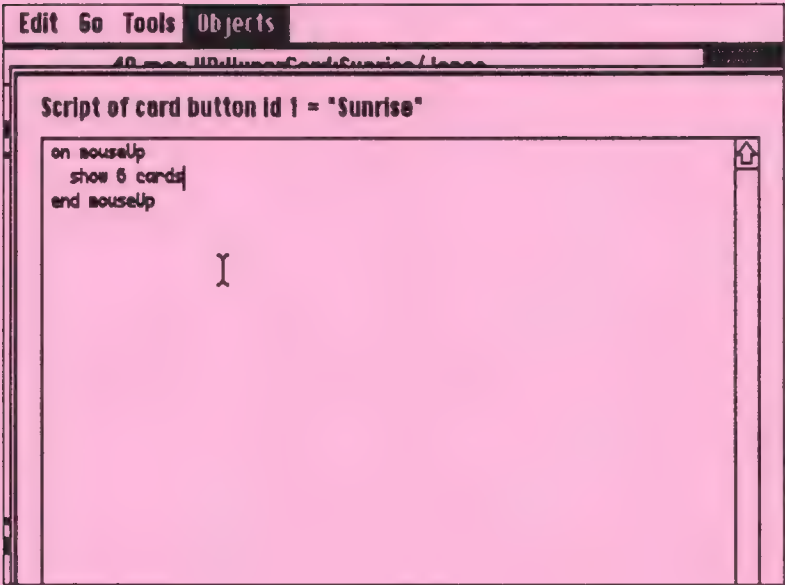 Edit Go Tools Objects
Script of card button id 1 = "Sunrise"
on mouseUp
show 6 cards
end mouseUp